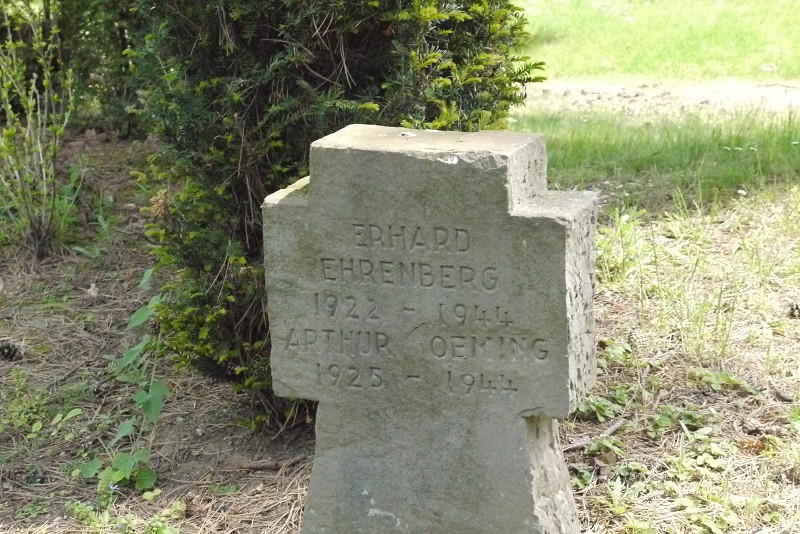 ERHARD
EHRENBERG
1922 - 1944
ARTHUR OEMING
1925 - 1944